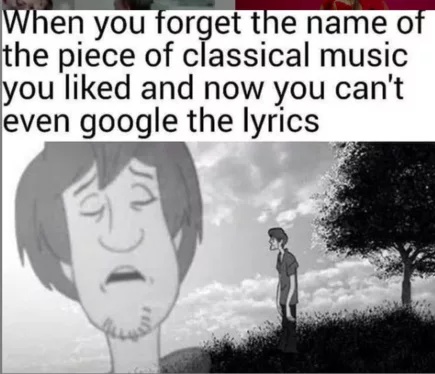 When you forget the name of
the piece of classical music
you liked and now you can't
even google the lyrics